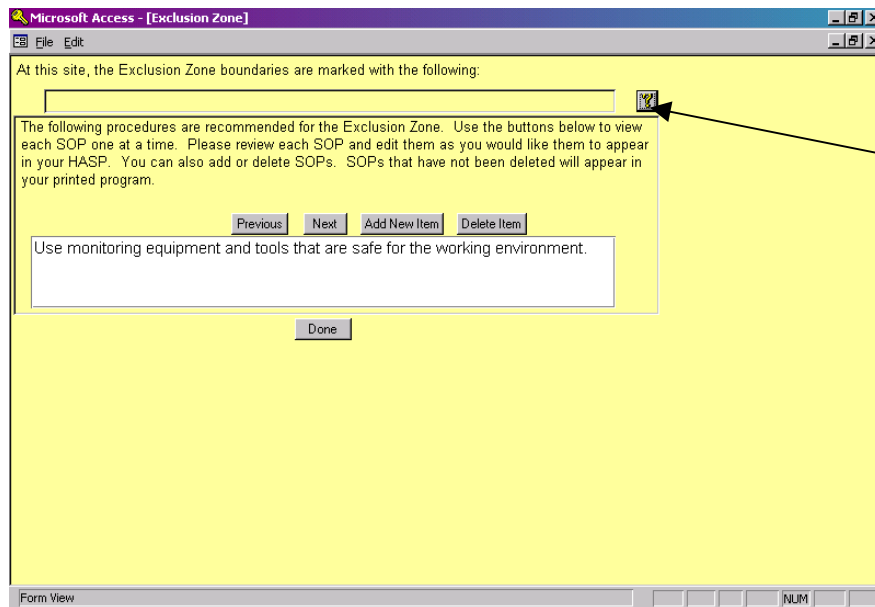 Microsoft Access - [Exclusion Zone]
File Edit
At this site, the Exclusion Zone boundaries are marked with the following:
?
The following procedures are recommended for the Exclusion Zone. Use the buttons below to view
each SOP one at a time. Please review each SOP and edit them as you would like them to appear
in your HASP. You can also add or delete SOPs. SOPs that have not been deleted will appear in
your printed program.
Previous Next Add New Item Delete Item
Use monitoring equipment and tools that are safe for the working environment.
Done
Form View NUM